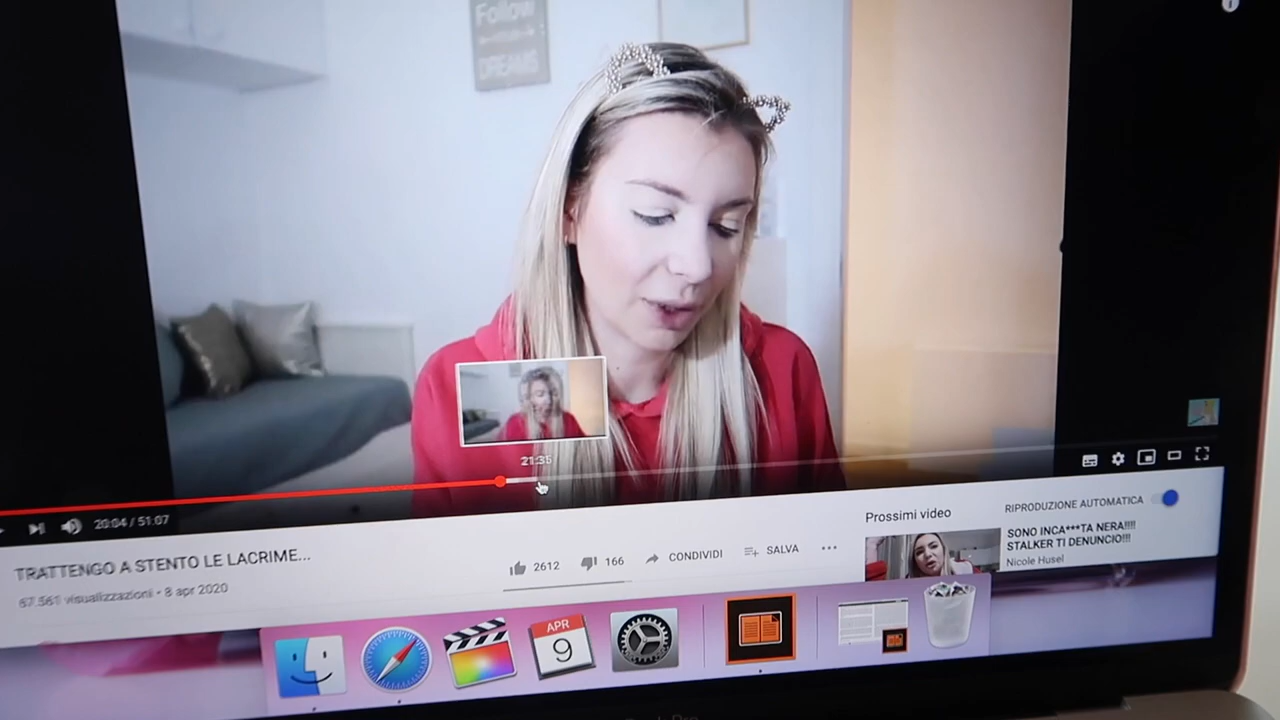 Follow
DREAMS
21:35
20:04 / 51:07
TRATTENGO A STENTO LE LACRIME...
67.561 visualizzazioni • 8 apr 2020
2612
166
CONDIVIDI
SALVA
Prossimi video
RIPRODUZIONE AUTOMATICA
SONO INCA***TA NERA!!!!
STALKER TI DENUNCIO!!!
Nicole Husel
APR
9